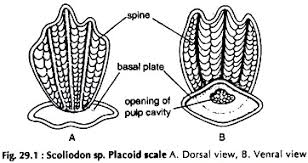 spine
basal plate
opening of
pulp cavity
A
B
Fig. 29.1 : Scoliodon sp. Placoid scale A. Dorsal view, B. Venral view